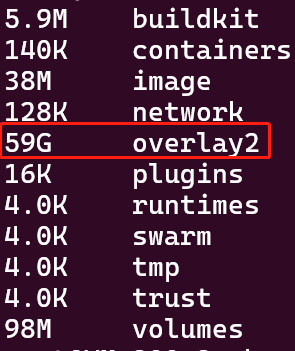 5.9M buildkit
140K containers
38M image
128K network
59G overlay2
16K plugins
4.0K runtimes
4.0K swarm
4.0K tmp
4.0K trust
98M volumes